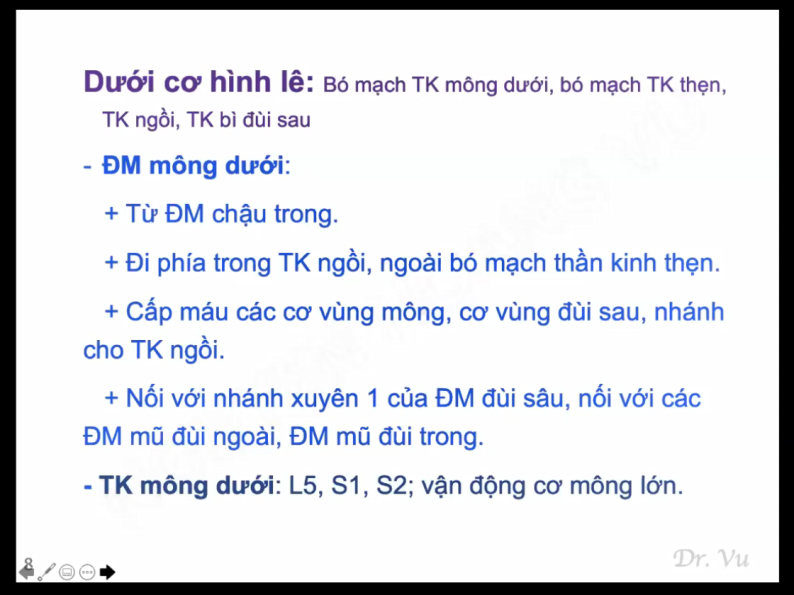 Dưới cơ hình lê: Bó mạch TK mông dưới, bó mạch TK thẹn,
TK ngồi, TK bì đùi sau
- ĐM mông dưới:
+ Từ ĐM chậu trong.
+ Đi phía trong TK ngồi, ngoài bó mạch thần kinh thẹn.
+ Cấp máu các cơ vùng mông, cơ vùng đùi sau, nhánh
cho TK ngồi.
+ Nối với nhánh xuyên 1 của ĐM đùi sâu, nối với các
ĐM mũ đùi ngoài, ĐM mũ đùi trong.
- TK mông dưới: L5, S1, S2; vận động cơ mông lớn.
8
Dr. Vu